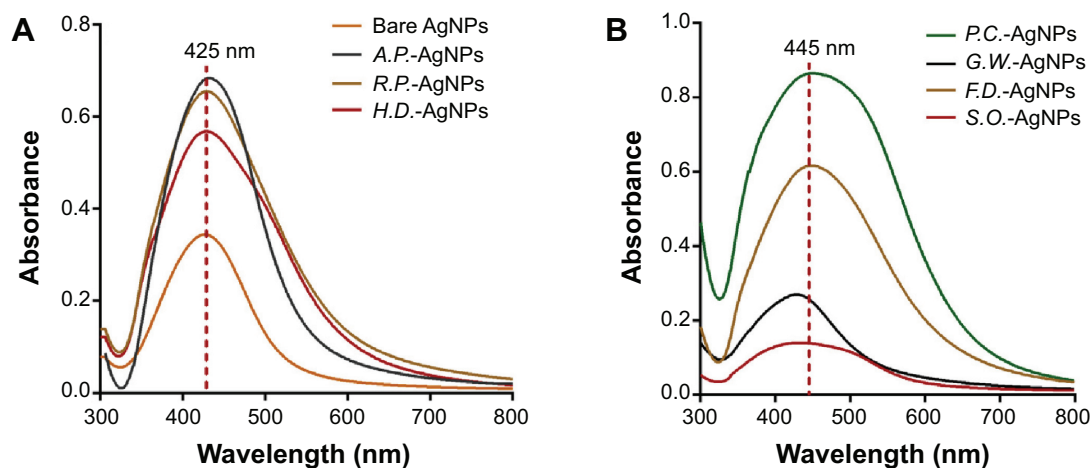 A
425 nm
Bare AgNPs
A.P.-AgNPs
R.P.-AgNPs
H.D.-AgNPs
Absorbance
0.8
0.6
0.4
0.2
0.0
300 400 500 600 700 800
Wavelength (nm)
B
445 nm
P.C.-AgNPs
G.W.-AgNPs
F.D.-AgNPs
S.O.-AgNPs
Absorbance
1.0
0.8
0.6
0.4
0.2
0.0
300 400 500 600 700 800
Wavelength (nm)